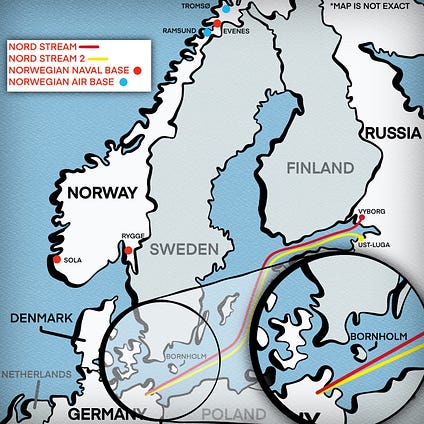 TROMSØ
*MAP IS NOT EXACT
RAMSUND
EVENES
NORD STREAM
NORD STREAM 2
NORWEGIAN NAVAL BASE
NORWEGIAN AIR BASE
RUSSIA
FINLAND
NORWAY
VYBORG
RYGGE
SWEDEN
UST-LUGA
SOLA
DENMARK
BORNHOLM
BORNHOLM
NETHERLANDS
GERMANY
POLAND
NY